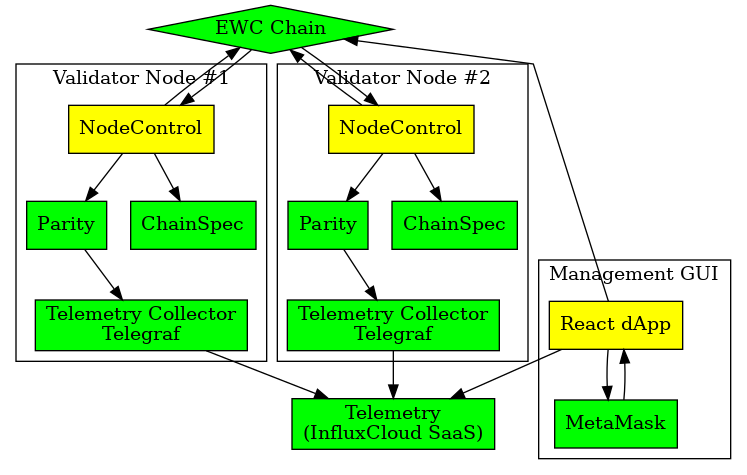 EWC Chain
Validator Node #1
Validator Node #2
NodeControl
NodeControl
Parity
ChainSpec
Parity
ChainSpec
Management GUI
Telemetry Collector
Telegraf
Telemetry Collector
Telegraf
React dApp
Telemetry
(InfluxCloud SaaS)
MetaMask